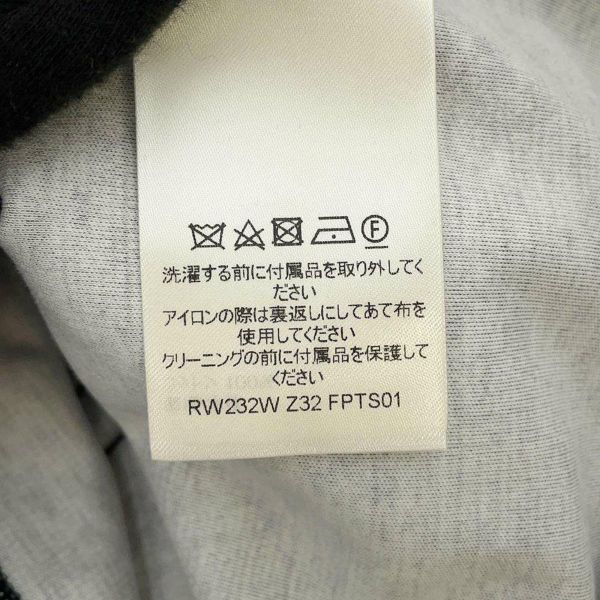 洗濯する前に付属品を取り外してく
ださい
アイロンの際は裏返しにしてあて布を
使用してください
クリーニングの前に付属品を保護して
ください
RW232W Z32 FPTS01